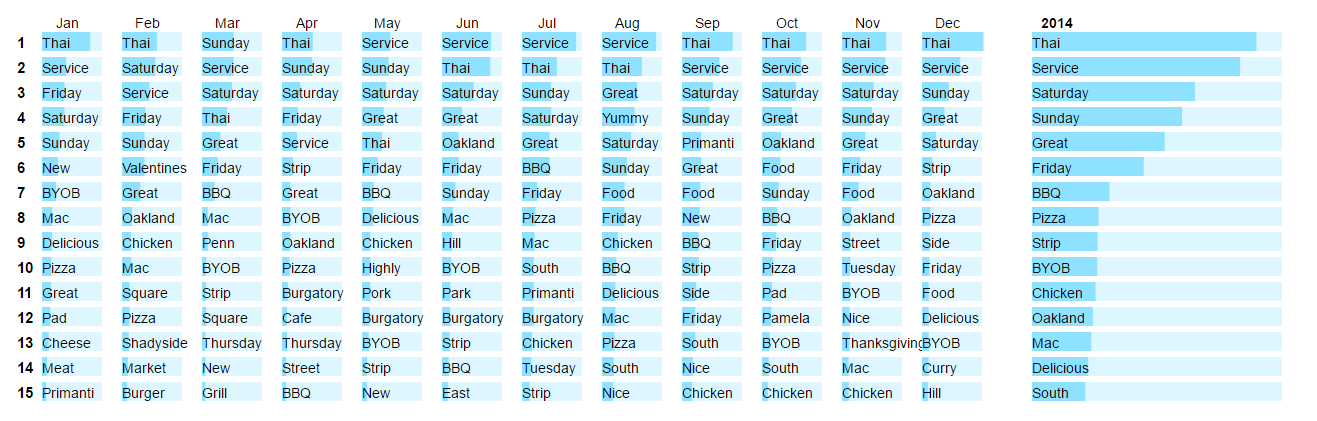 Jan Feb Mar Apr May Jun Jul Aug Sep Oct Nov Dec 2014
1 Thai Thai Sunday Thai Service Service Service Service Thai Thai Thai Thai Thai
2 Service Saturday Service Sunday Sunday Thai Thai Thai Service Service Service Service Service
3 Friday Service Saturday Saturday Saturday Saturday Sunday Great Saturday Saturday Saturday Sunday Saturday
4 Saturday Friday Thai Friday Great Great Saturday Yummy Sunday Great Sunday Great Sunday
5 Sunday Sunday Great Service Thai Oakland Great Saturday Primanti Oakland Great Saturday Great
6 New Valentines Friday Strip Friday Friday BBQ Sunday Great Food Friday Strip Friday
7 BYOB Great BBQ Great BBQ Sunday Friday Food Food Sunday Food Oakland BBQ
8 Mac Oakland Mac BYOB Delicious Mac Pizza Friday New BBQ Oakland Pizza Pizza
9 Delicious Chicken Penn Oakland Chicken Hill Mac Chicken BBQ Friday Street Side Strip
10 Pizza Mac BYOB Pizza Highly BYOB South BBQ Strip Pizza Tuesday Friday BYOB
11 Great Square Strip Burgatory Pork Park Primanti Delicious Side Pad BYOB Food Chicken
12 Pad Pizza Square Cafe Burgatory Burgatory Burgatory Mac Friday Pamela Nice Delicious Oakland
13 Cheese Shadyside Thursday Thursday BYOB Strip Chicken Pizza South BYOB Thanksgiving BYOB Mac
14 Meat Market New Street Strip BBQ Tuesday South Nice South Mac Curry Delicious
15 Primanti Burger Grill BBQ New East Strip Nice Chicken Chicken Chicken Hill South